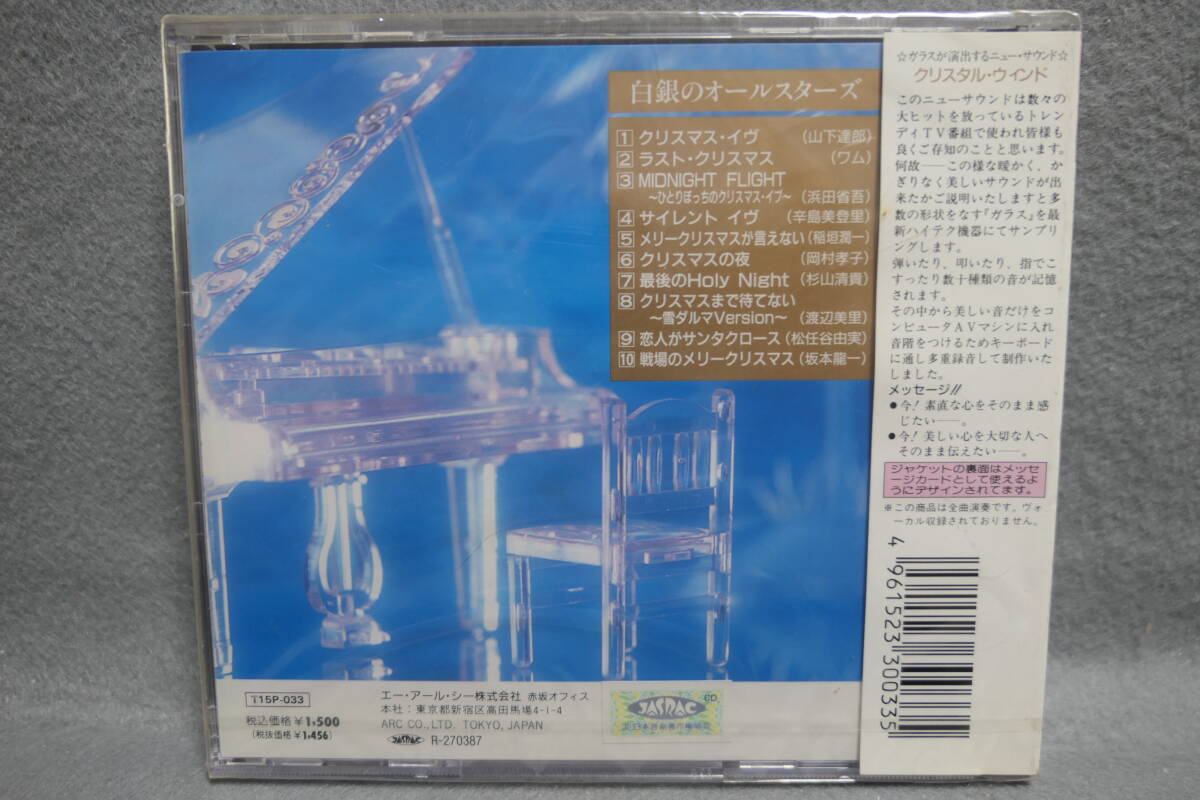 白銀のオールスターズ
1 クリスマス・イヴ (山下達郎)
2 ラスト・クリスマス (ワム)
3 MIDNIGHT FLIGHT
〜ひとりぼっちのクリスマス・イブ〜 (浜田省吾)
4 サイレント イヴ (辛島美登里)
5 メリークリスマスが言えない (稲垣潤一)
6 クリスマスの夜 (岡村孝子)
7 最後のHoly Night (杉山清貴)
8 クリスマスまで待てない
〜雪ダルマVersion〜 (渡辺美里)
9 恋人がサンタクロース (松任谷由実)
10 戦場のメリークリスマス (坂本龍一)
☆ガラスが演出するニュー・サウンド☆
クリスタル・ウィンド
このニューサウンドは数々の
大ヒットを放っているトレン
ディTV番組で使われ皆様も
良くご存知のことと思います。
何故——この様な暖かく、か
ぎりなく美しいサウンドが出
来たかご説明いたしますと多
数の形状をなす『ガラス』を最
新ハイテク機器にてサンプリ
ングします。
弾いたり、叩いたり、指でこ
すったり数十種類の音が記憶
されます。
その中から美しい音だけをコ
ンピュータAVマシンに入れ
音階をつけるためキーボード
に通し多重録音して制作いた
しました。
メッセージ!!
●今! 素直な心をそのまま感
じたい——。
●今! 美しい心を大切な人へ
そのまま伝えたい——。
ジャケットの裏面はメッセ
ージカードとして使えるよ
うにデザインされてます。
※この商品は全曲演奏です。ヴォ
ーカル収録されておりません。
4 961523 300335
T15P-033
税込価格￥1,500
(税抜価格￥1,456)
エー・アール・シー株式会社 赤坂オフィス
本社：東京都新宿区高田馬場4-1-4
ARC CO.,LTD. TOKYO, JAPAN
JASRAC R-270387
CD
JASRAC